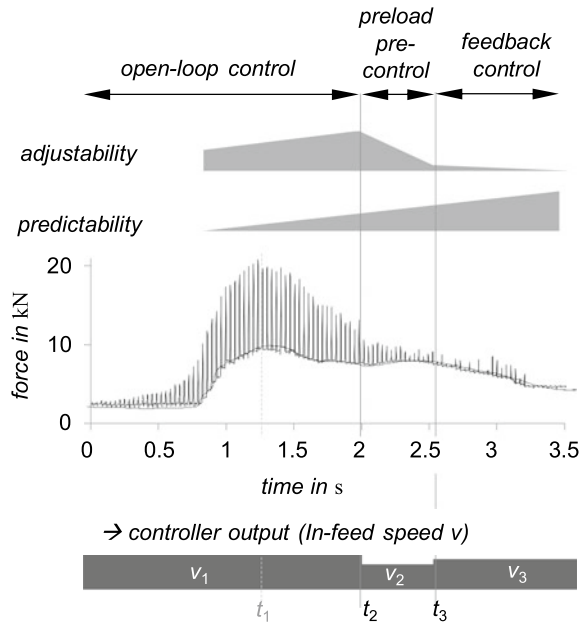 preload
pre-
control
open-loop control
feedback
control
adjustability
predictability
20
10
0
force in kN
0 0.5 1 1.5 2 2.5 3 3.5
time in s
→ controller output (In-feed speed v)
v1 v2 v3
t1 t2 t3